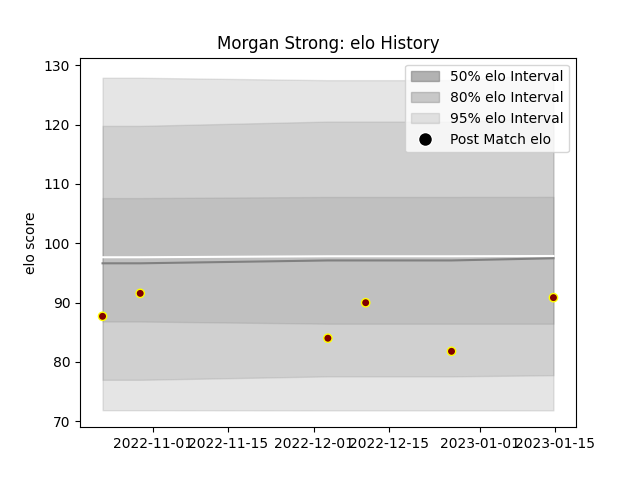 Morgan Strong: elo History
130
120
110
100
90
80
70
elo score
50% elo Interval
80% elo Interval
95% elo Interval
Post Match elo
2022-11-01
2022-11-15
2022-12-01
2022-12-15
2023-01-01
2023-01-15